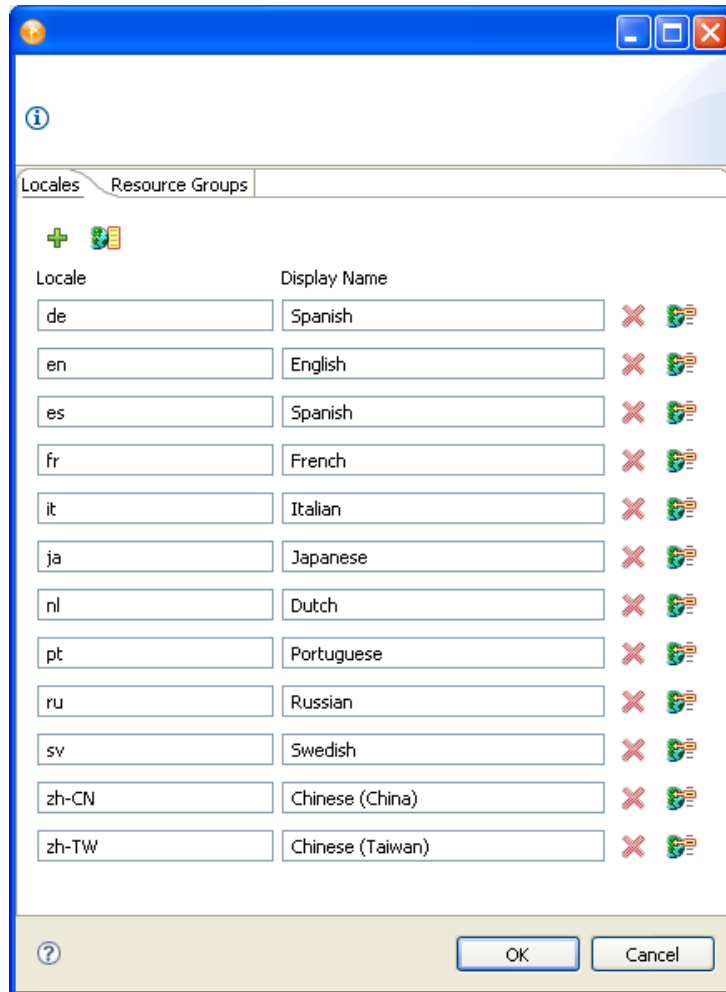 Locales Resource Groups
Locale Display Name
de Spanish
en English
es Spanish
fr French
it Italian
ja Japanese
nl Dutch
pt Portuguese
ru Russian
sv Swedish
zh-CN Chinese (China)
zh-TW Chinese (Taiwan)
OK Cancel